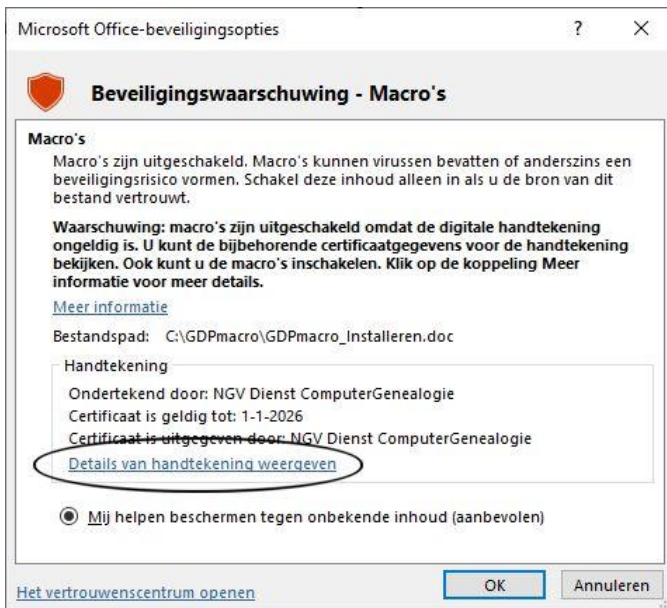 Microsoft Office-beveiligingsopties ?
Beveiligingswaarschuwing - Macro's
Macro's
Macro's zijn uitgeschakeld. Macro's kunnen virussen bevatten of anderszins een
beveiligingsrisico vormen. Schakel deze inhoud alleen in als u de bron van dit
bestand vertrouwt.
Waarschuwing: macro's zijn uitgeschakeld omdat de digitale handtekening
ongeldig is. U kunt de bijbehorende certificaatgegevens voor de handtekening
bekijken. Ook kunt u de macro's inschakelen. Klik op de koppeling Meer
informatie voor meer details.
Meer informatie
Bestandspad: C:\GDPmacro\GDPmacro_Installeren.doc
Handtekening
Ondertekend door: NGV Dienst ComputerGenealogie
Certificaat is geldig tot: 1-1-2026
Certificaat is uitgegeven door: NGV Dienst ComputerGenealogie
Details van handtekening weergeven
Mij helpen beschermen tegen onbekende inhoud (aanbevolen)
Het vertrouwenscentrum openen
OK
Annuleren